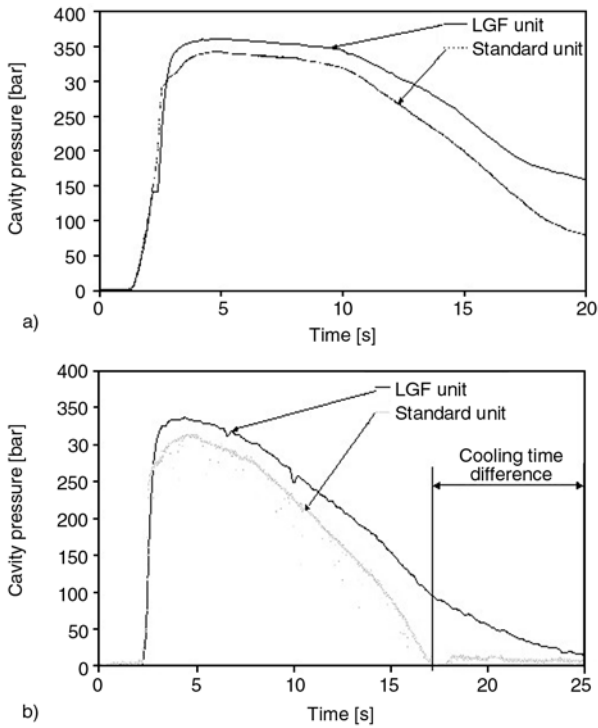 400
350
30
250
200
150
100
50
0
Cavity pressure [bar]
LGF unit
Standard unit
0 5 10 15 20
Time [s]
a)
400
350
300
250
200
150
100
50
0
Cavity pressure [bar]
LGF unit
Standard unit
Cooling time
difference
0 5 10 15 20 25
Time [s]
b)